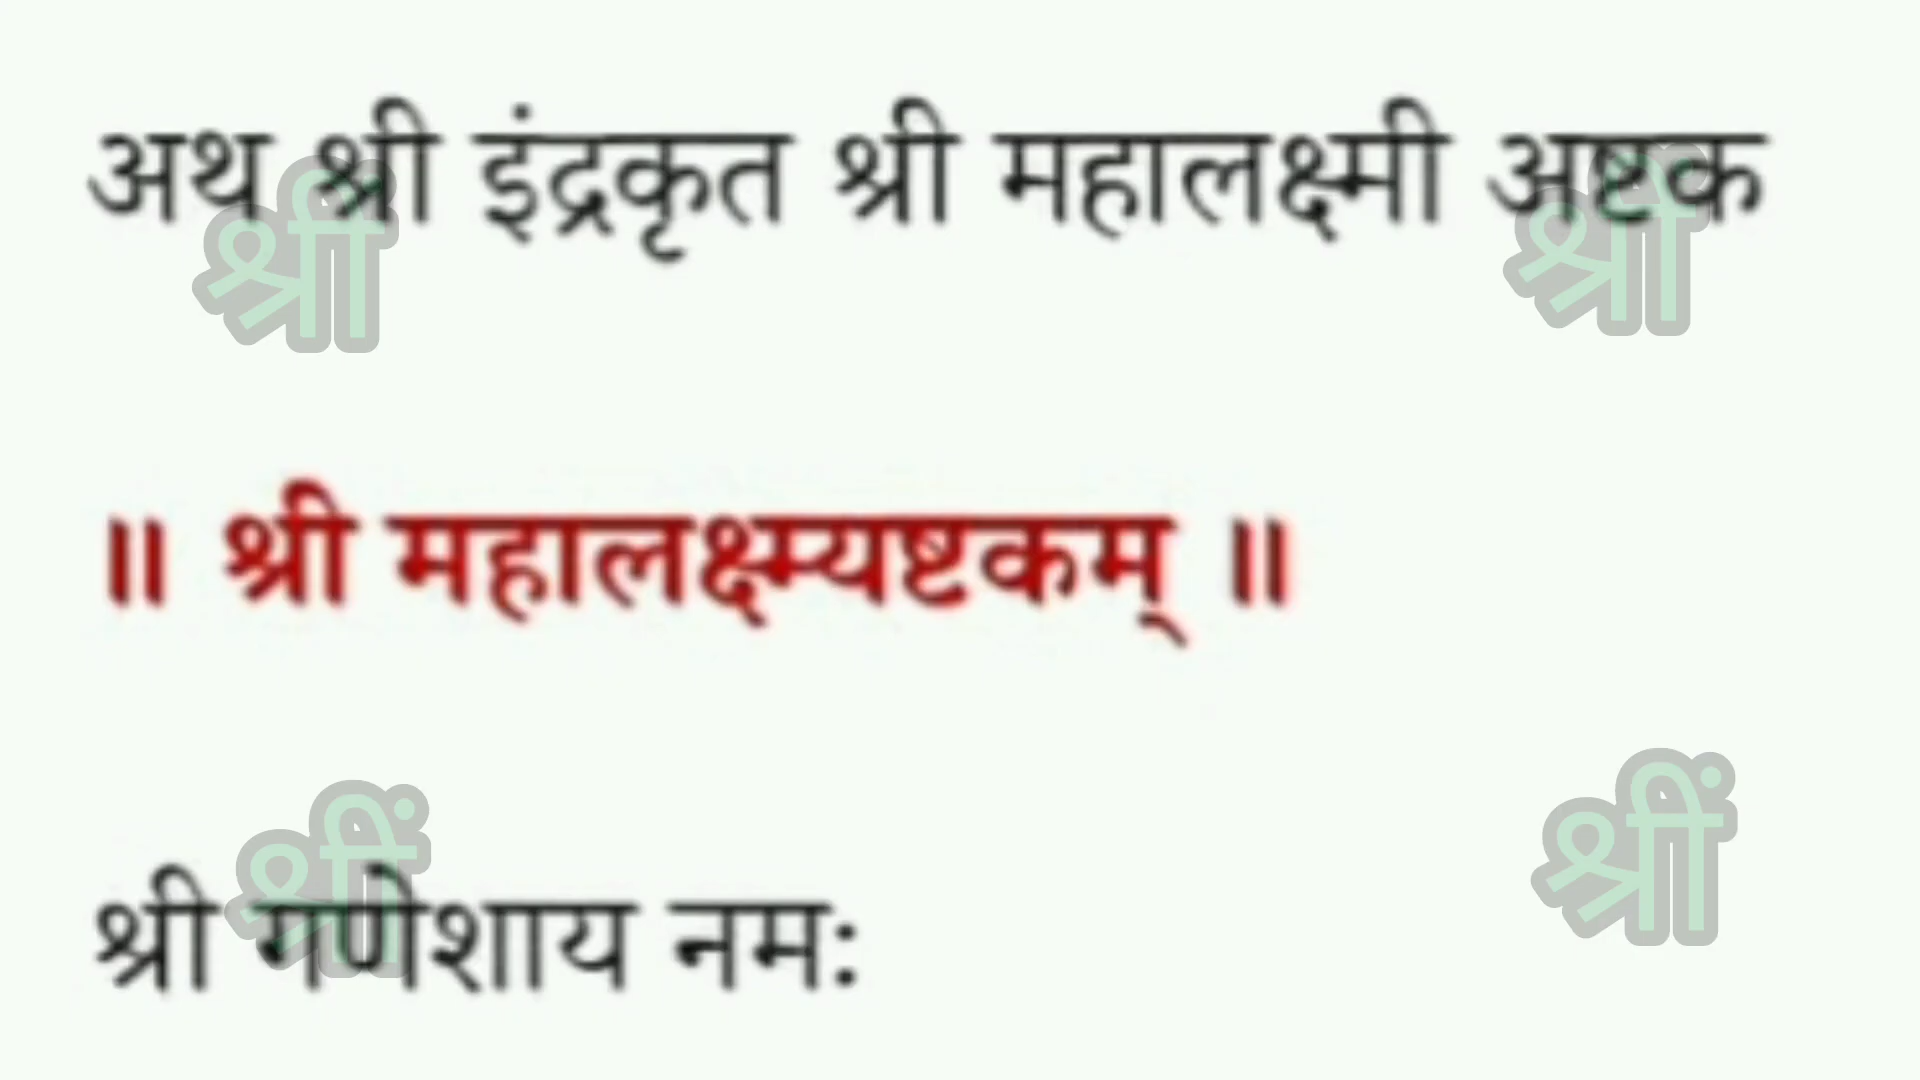 अथ श्री इंद्रकृत श्री महालक्ष्मी अष्टक
श्री श्री
॥ श्री महालक्ष्म्यष्टकम् ॥
श्रीं श्रीं
श्री गणेशाय नम: